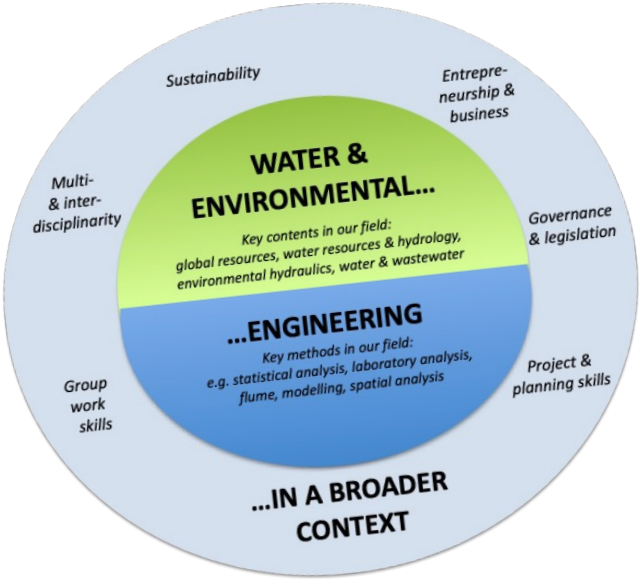 Sustainability
Entrepre-
neurship &
business
Multi-
& inter-
disciplinarity
WATER &
ENVIRONMENTAL...
Key contents in our field:
global resources, water resources & hydrology,
environmental hydraulics, water & wastewater
Governance
& legislation
...ENGINEERING
Key methods in our field:
e.g. statistical analysis, laboratory analysis,
flume, modelling, spatial analysis
Group
work
skills
Project &
planning skills
...IN A BROADER
CONTEXT